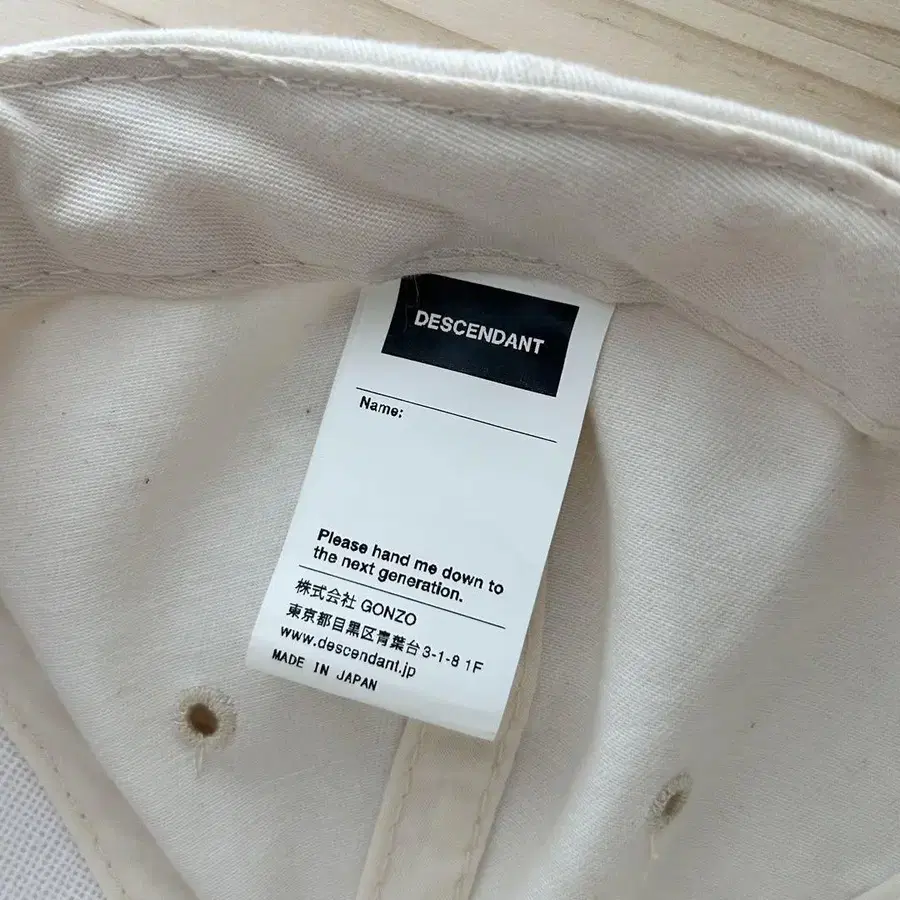 DESCENDANT
Name:
Please hand me down to
the next generation.
株式会社 GONZO
東京都目黒区青葉台 3-1-8 1F
www.descendant.jp
MADE IN JAPAN